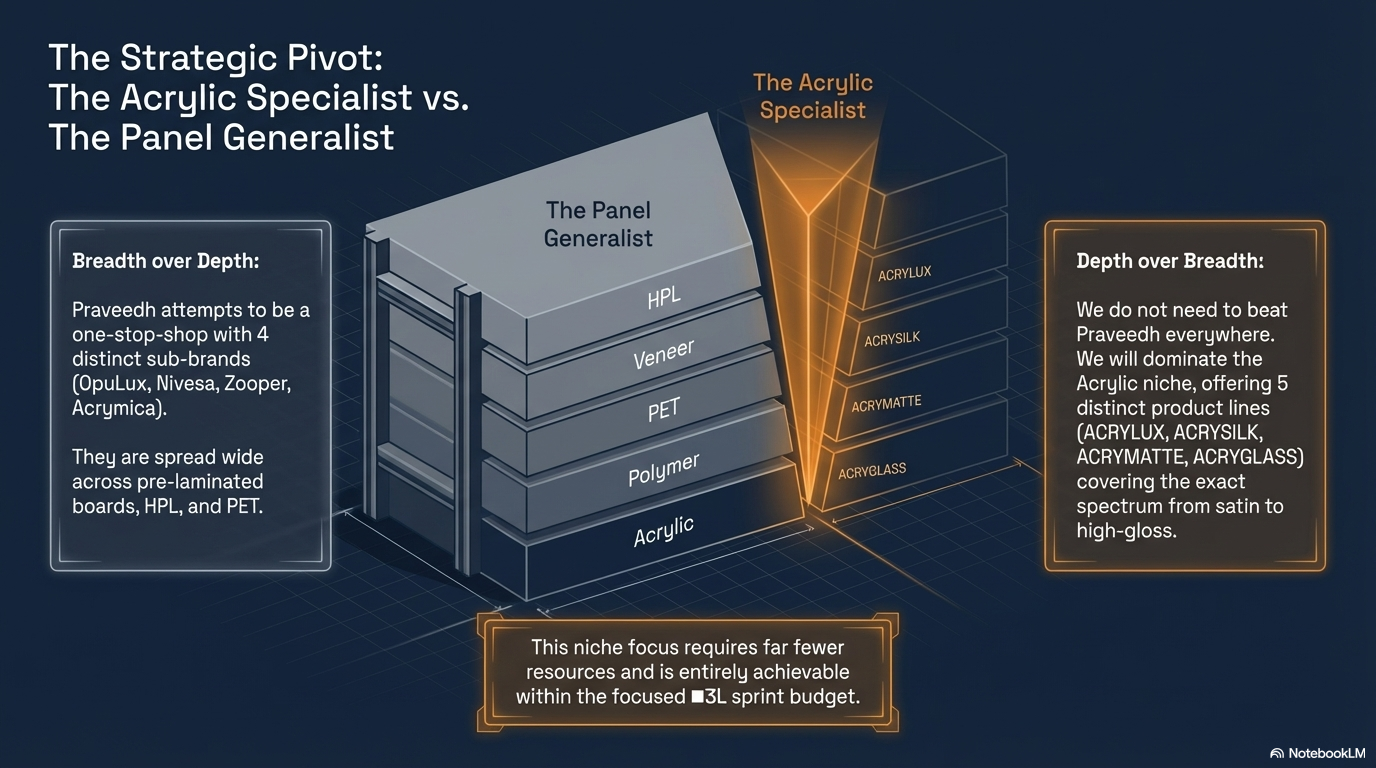 The Strategic Pivot:
The Acrylic Specialist vs.
The Panel Generalist
The Acrylic
Specialist
The Panel
Generalist
HPL
Veneer
PET
Polymer
Acrylic
ACRYLUX
ACRYSILK
ACRYMATTE
ACRYGLASS
Breadth over Depth:
Praveedh attempts to be a
one-stop-shop with 4
distinct sub-brands
(OpuLux, Nivesa, Zooper,
Acrymica).
They are spread wide
across pre-laminated
boards, HPL, and PET.
Depth over Breadth:
We do not need to beat
Praveedh everywhere.
We will dominate the
Acrylic niche, offering 5
distinct product lines
(ACRYLUX, ACRYSILK,
ACRYMATTE, ACRYGLASS)
covering the exact
spectrum from satin to
high-gloss.
This niche focus requires far fewer
resources and is entirely achievable
within the focused ■3L sprint budget.
NotebookLM